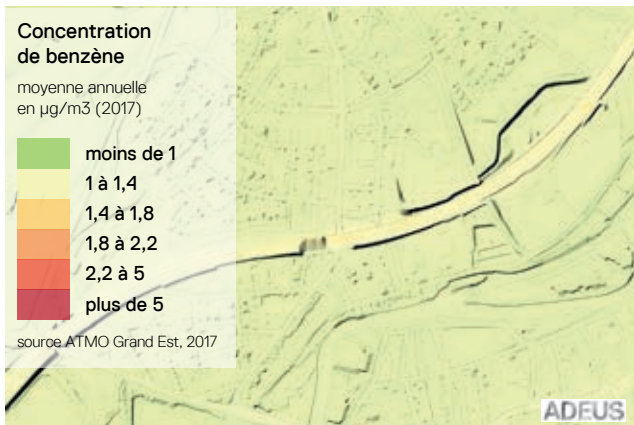 Concentration
de benzène
moyenne annuelle
en µg/m3 (2017)
moins de 1
1 à 1,4
1,4 à 1,8
1,8 à 2,2
2,2 à 5
plus de 5
source ATMO Grand Est, 2017
ADEUS